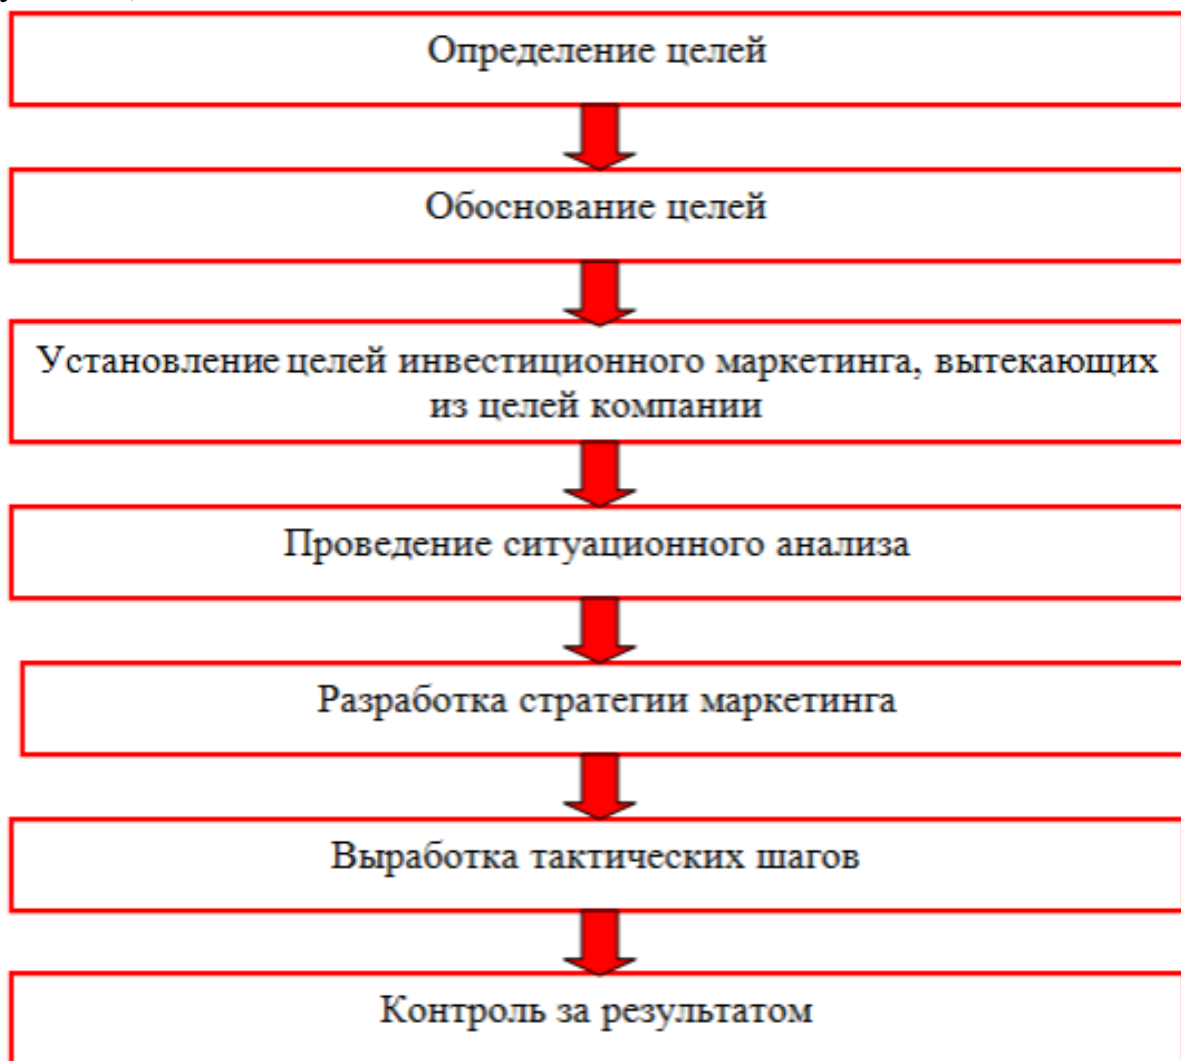 Определение целей
Обоснование целей
Установление целей инвестиционного маркетинга, вытекающих
из целей компании
Проведение ситуационного анализа
Разработка стратегии маркетинга
Выработка тактических шагов
Контроль за результатом